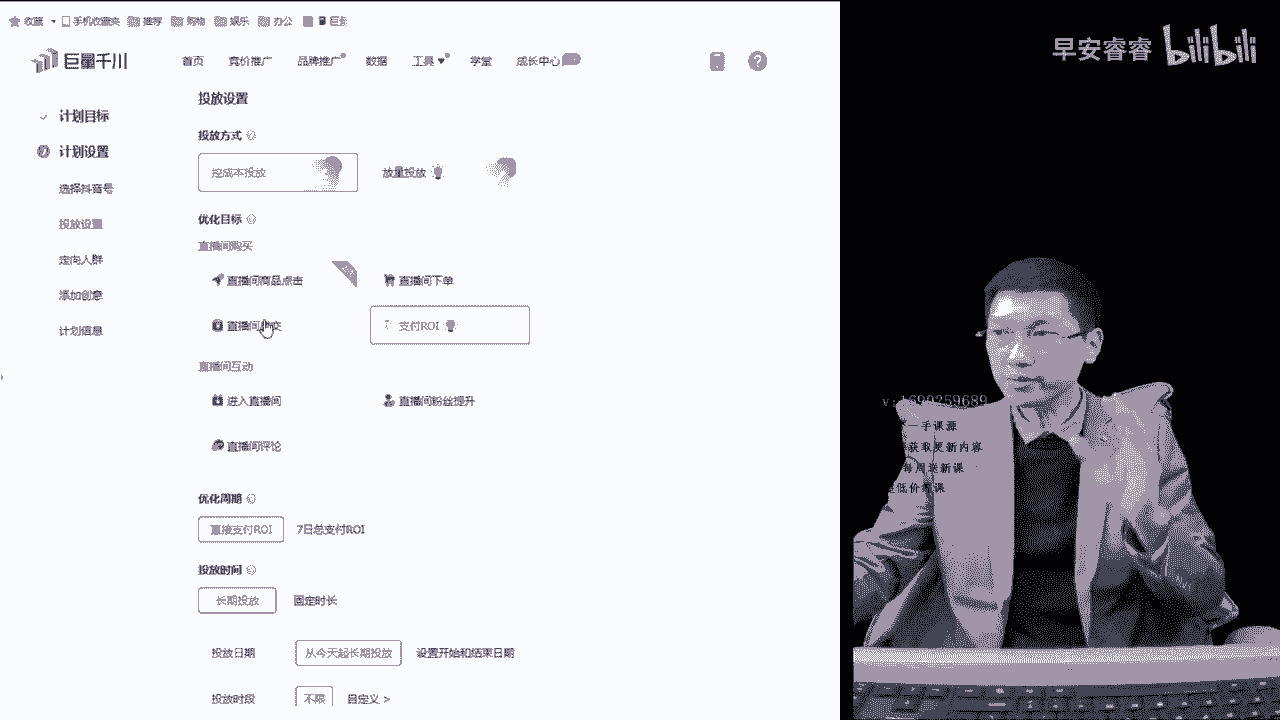 收藏 手机收藏夹 推荐 购物 娱乐 办公
巨量千川 首页 竞价推广 品牌推广 数据 工具 学堂 成长中心 ?
早安睿睿 bilibili
计划目标
计划设置
选择抖音号
投放设置
定向人群
添加创意
计划信息
投放设置
投放方式
控成本投放 放量投放
优化目标
直播间购买
直播间商品点击 直播间下单
直播间成交 支付ROI
直播间互动
进入直播间 直播间粉丝提升
直播间评论
优化周期
直接支付ROI 7日总支付ROI
投放时间
长期投放 固定时长
投放日期 从今天起长期投放 设置开始和结束日期
投放时段 不限 自定义 >
v:1690259689
一手课源
获取更新内容
每周更新课
低价
课